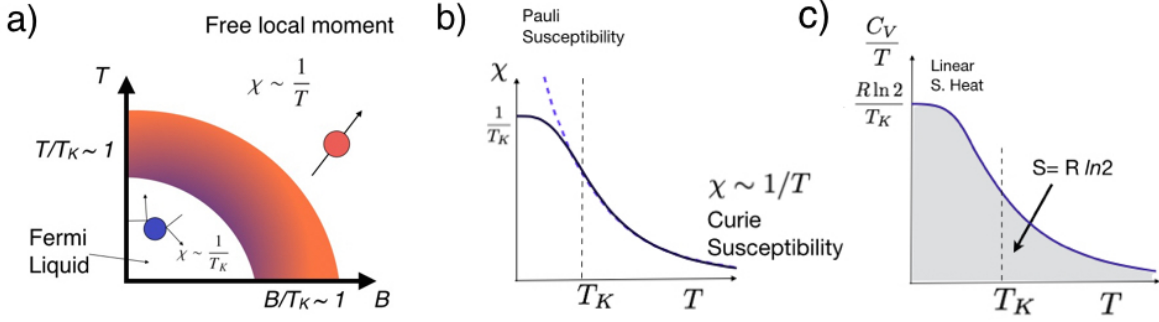 a)
Free local moment
T
χ ~ 1/T
T/T_K ~ 1
Fermi
Liquid
χ ~ 1/T_K
B/T_K ~ 1
B
b)
Pauli
Susceptibility
χ
1/T_K
χ ~ 1/T
Curie
Susceptibility
T_K
T
c)
C_V/T
Linear
S. Heat
R ln 2/T_K
S= R ln2
T_K
T